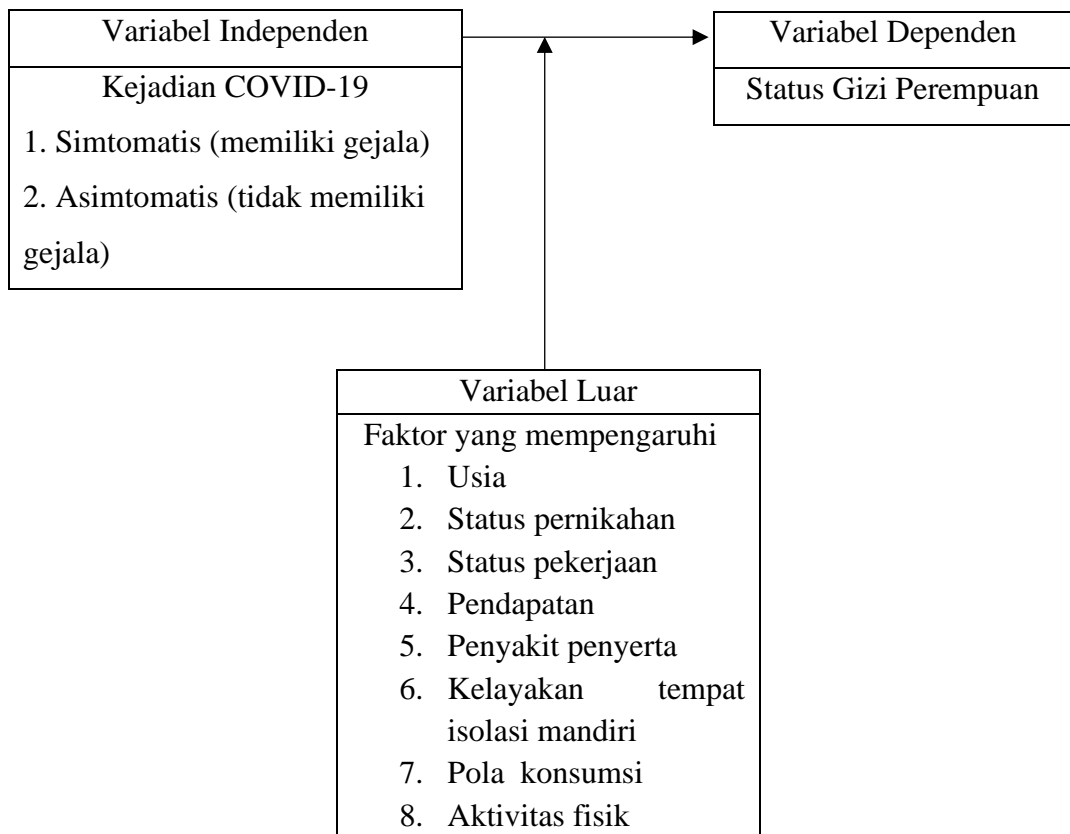 Variabel Independen
Kejadian COVID-19
1. Simtomatis (memiliki gejala)
2. Asimtomatis (tidak memiliki
gejala)
Variabel Dependen
Status Gizi Perempuan
Variabel Luar
Faktor yang mempengaruhi
1. Usia
2. Status pernikahan
3. Status pekerjaan
4. Pendapatan
5. Penyakit penyerta
6. Kelayakan tempat
isolasi mandiri
7. Pola konsumsi
8. Aktivitas fisik